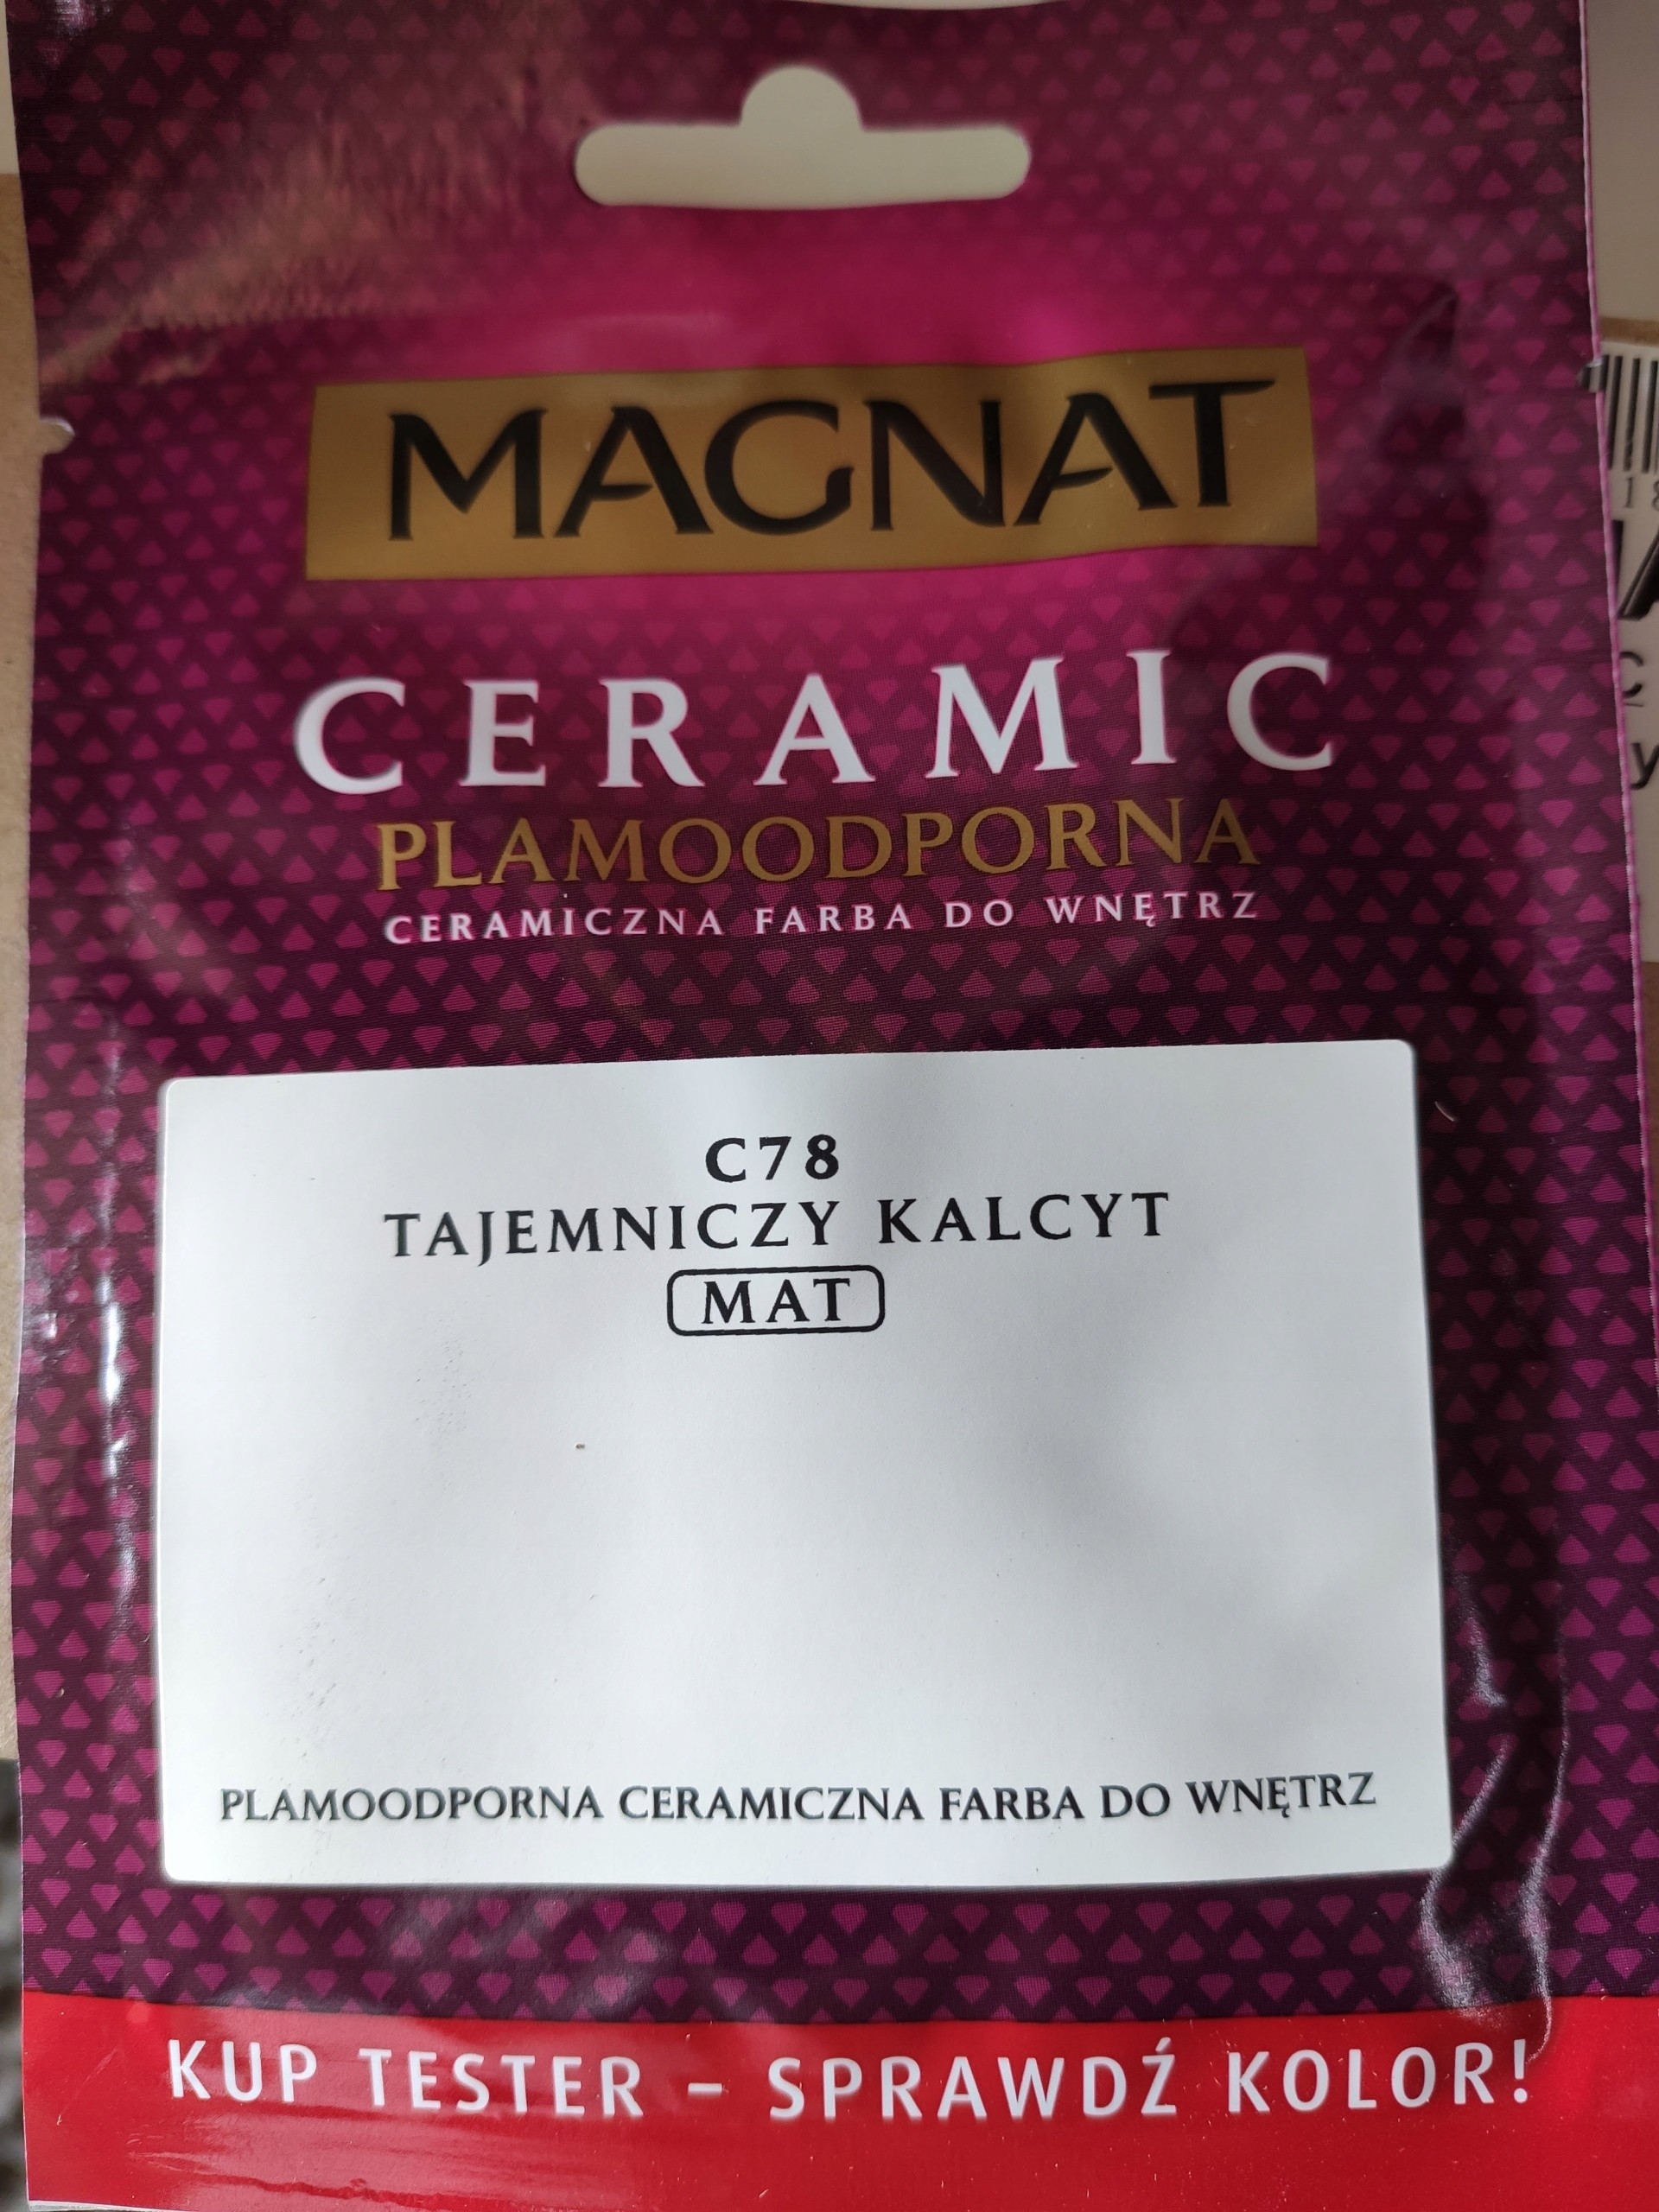 MAGNAT
CERAMIC
PLAMOODPORNA
CERAMICZNA FARBA DO WNĘTRZ
C78
TAJEMNICZY KALCYT
MAT
PLAMOODPORNA CERAMICZNA FARBA DO WNĘTRZ
KUP TESTER – SPRAWDŹ KOLOR!